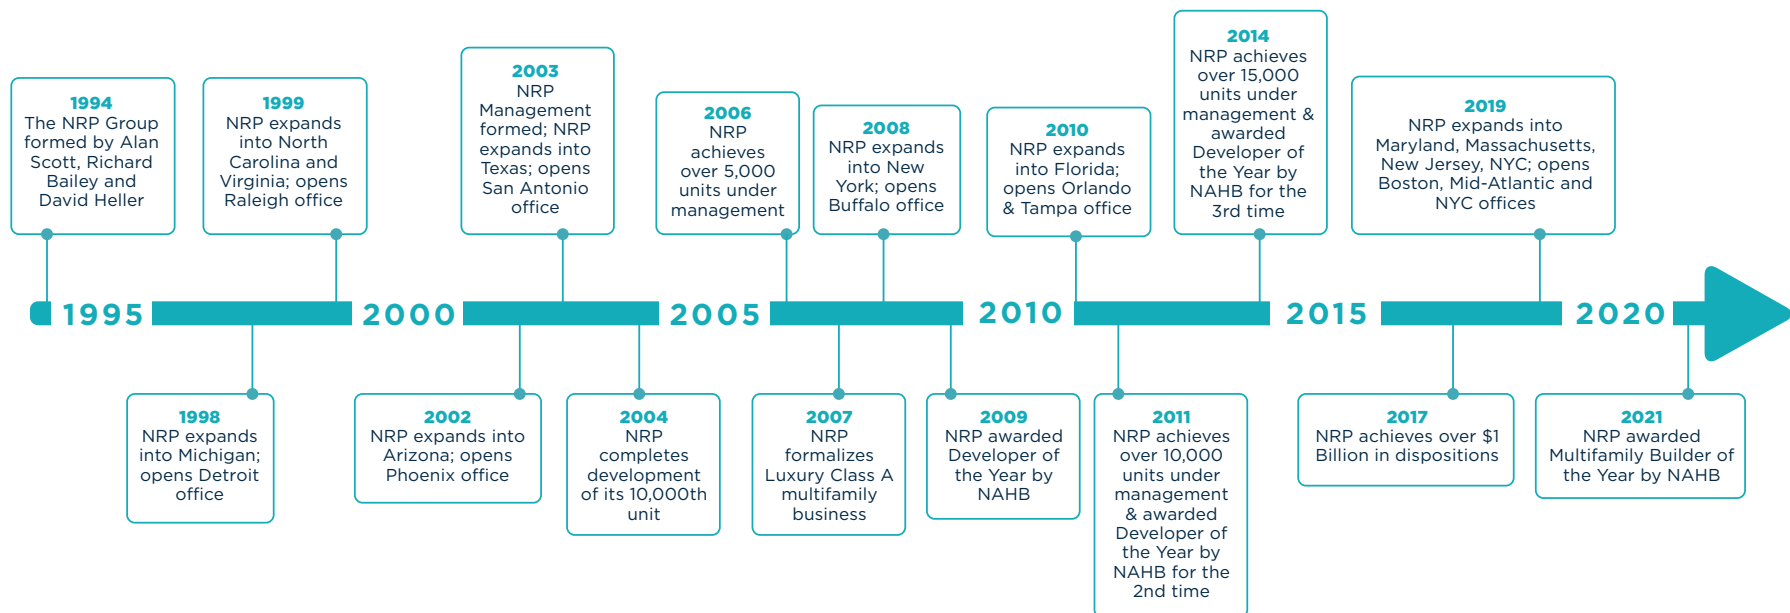 1994
The NRP Group
formed by Alan
Scott, Richard
Bailey and
David Heller
1999
NRP expands
into North
Carolina and
Virginia; opens
Raleigh office
2003
NRP
Management
formed; NRP
expands into
Texas; opens
San Antonio
office
2006
NRP
achieves
over 5,000
units under
management
2008
NRP expands
into New
York; opens
Buffalo office
2010
NRP expands
into Florida;
opens Orlando
& Tampa office
2014
NRP achieves
over 15,000
units under
management &
awarded
Developer of
the Year by
NAHB for the
3rd time
2019
NRP expands into
Maryland, Massachusetts,
New Jersey, NYC; opens
Boston, Mid-Atlantic and
NYC offices
1995
2000
2005
2010
2015
2020
1998
NRP expands
into Michigan;
opens Detroit
office
2002
NRP expands into
Arizona; opens
Phoenix office
2004
NRP
completes
development
of its 10,000th
unit
2007
NRP
formalizes
Luxury Class A
multifamily
business
2009
NRP awarded
Developer of
the Year by
NAHB
2011
NRP achieves
over 10,000
units under
management
& awarded
Developer of
the Year by
NAHB for the
2nd time
2017
NRP achieves over $1
Billion in dispositions
2021
NRP awarded
Multifamily Builder of
the Year by NAHB